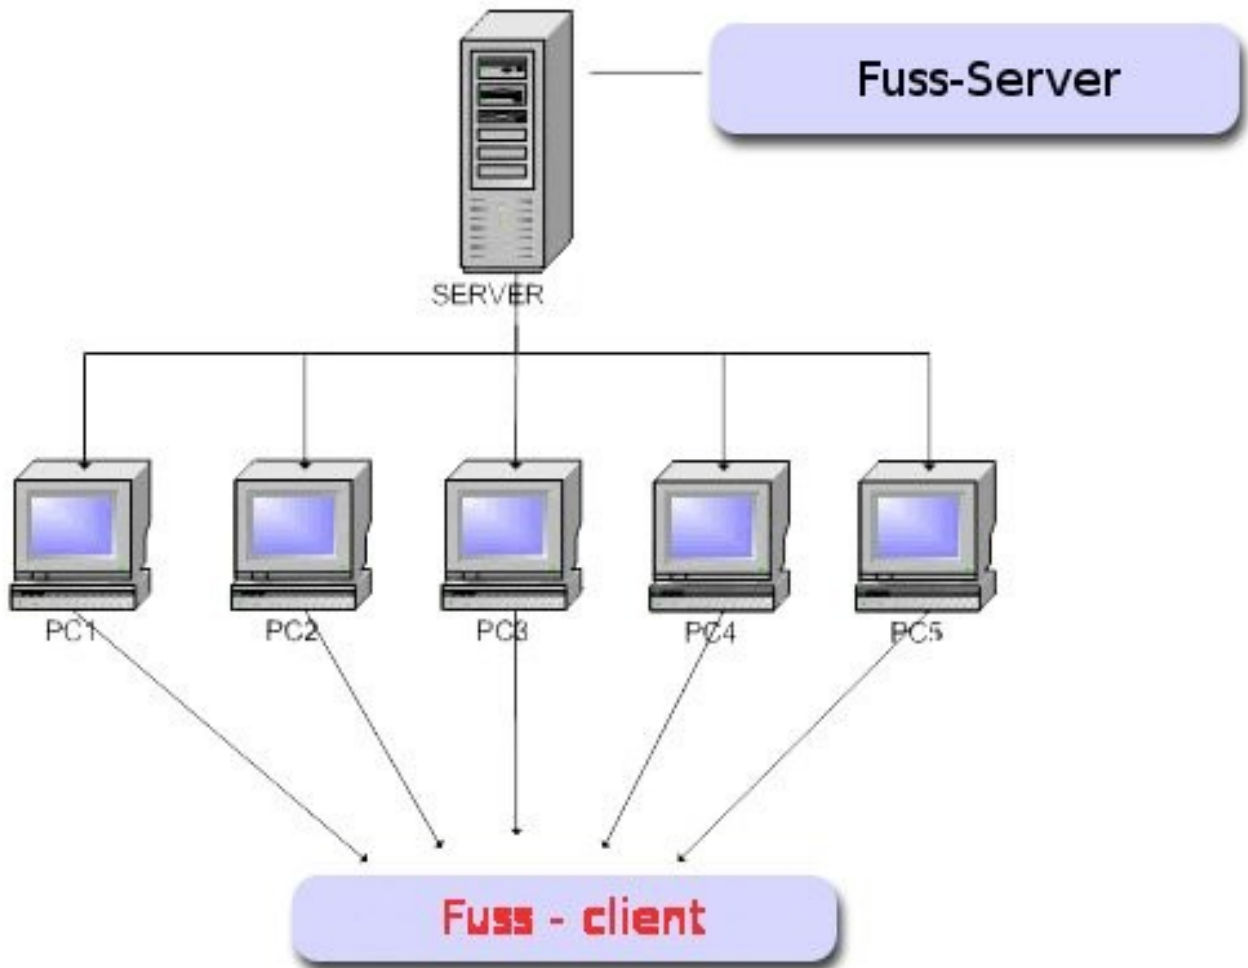 Fuss-Server
SERVER
PC1
PC2
PC3
PC4
PC5
Fuss - client